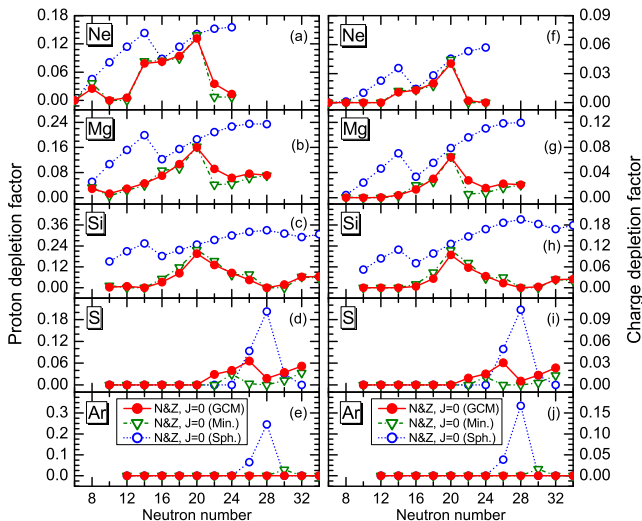 Proton depletion factor
Charge depletion factor
0.18
0.12
0.06
0.00
Ne
(a)
Ne
(f)
0.09
0.06
0.03
0.00
0.24
0.16
0.08
0.00
Mg
(b)
Mg
(g)
0.12
0.08
0.04
0.00
0.36
0.24
0.12
0.00
Si
(c)
Si
(h)
0.18
0.12
0.06
0.00
0.18
0.12
0.06
0.00
S
(d)
S
(i)
0.09
0.06
0.03
0.00
0.3
0.2
0.1
0.0
Ar
(e)
N&Z, J=0 (GCM)
N&Z, J=0 (Min.)
N&Z, J=0 (Sph.)
Ar
(j)
N&Z, J=0 (GCM)
N&Z, J=0 (Min.)
N&Z, J=0 (Sph.)
0.15
0.10
0.05
0.00
8 12 16 20 24 28 32
8 12 16 20 24 28 32
Neutron number
Neutron number